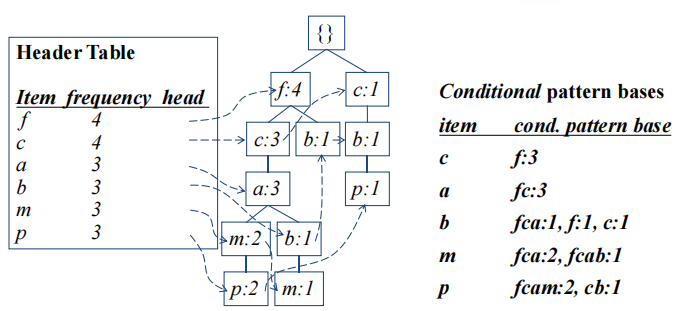 Header Table
Item frequency head
f 4
c 4
a 3
b 3
m 3
p 3
{}
f:4 c:1
c:3 b:1 b:1
a:3 p:1
m:2 b:1
p:2 m:1
Conditional pattern bases
item cond. pattern base
c f:3
a fc:3
b fca:1, f:1, c:1
m fca:2, fcab:1
p fcam:2, cb:1